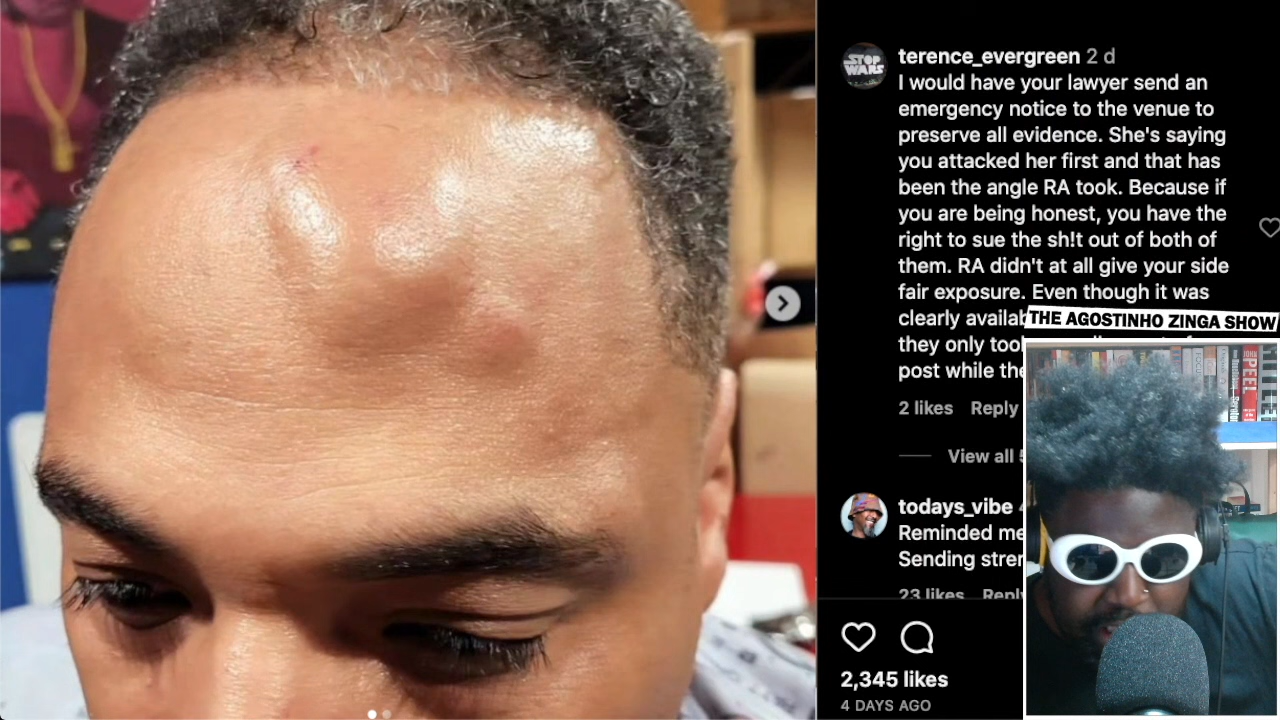 terence_evergreen 2 d
STOP
WARS
I would have your lawyer send an
emergency notice to the venue to
preserve all evidence. She's saying
you attacked her first and that has
been the angle RA took. Because if
you are being honest, you have the
right to sue the sh!t out of both of
them. RA didn't at all give your side
fair exposure. Even though it was
clearly
THE AGOSTINHO ZINGA SHOW
they only
post while
2 likes Reply
View all
PEEL
todays_vibe
Reminded me
Sending
23 likes
2,345 likes
4 DAYS AGO